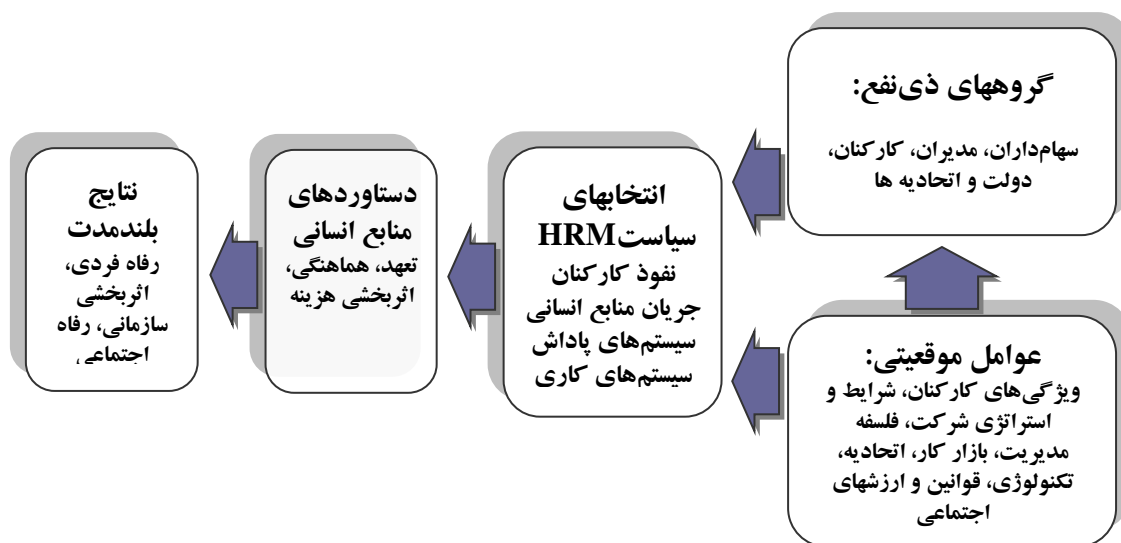 گروههای ذی‌نفع:
سهام‌داران، مدیران، کارکنان،
دولت و اتحادیه ها
عوامل موقعیتی:
ویژگی‌های کارکنان، شرایط و
استراتژی شرکت، فلسفه
مدیریت، بازار کار، اتحادیه،
تکنولوژی، قوانین و ارزشهای
اجتماعی
انتخابهای
سیاست HRM
نفوذ کارکنان
جریان منابع انسانی
سیستم‌های پاداش
سیستم‌های کاری
دستاوردهای
منابع انسانی
تعهد، هماهنگی،
اثربخشی هزینه
نتایج
بلندمدت
رفاه فردی،
اثربخشی
سازمانی، رفاه
اجتماعی